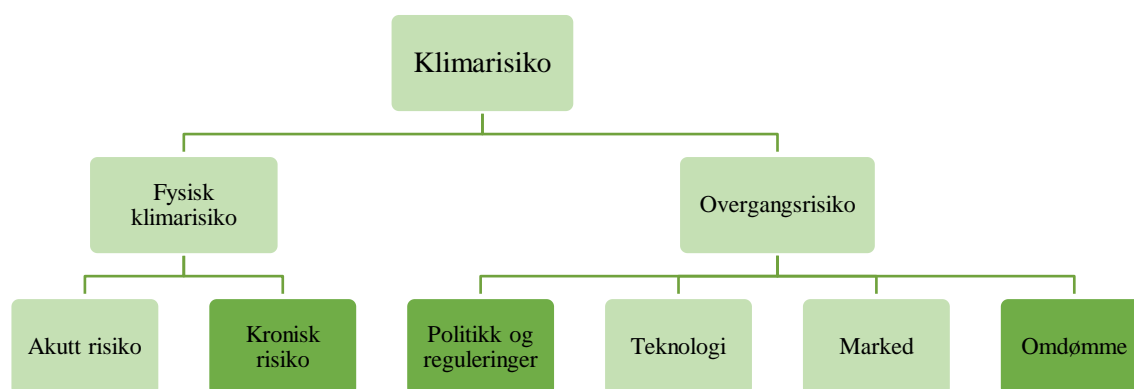 Klimarisiko
Fysisk
klimarisiko
Overgangsrisiko
Akutt risiko
Kronisk
risiko
Politikk og
reguleringer
Teknologi
Marked
Omdømme